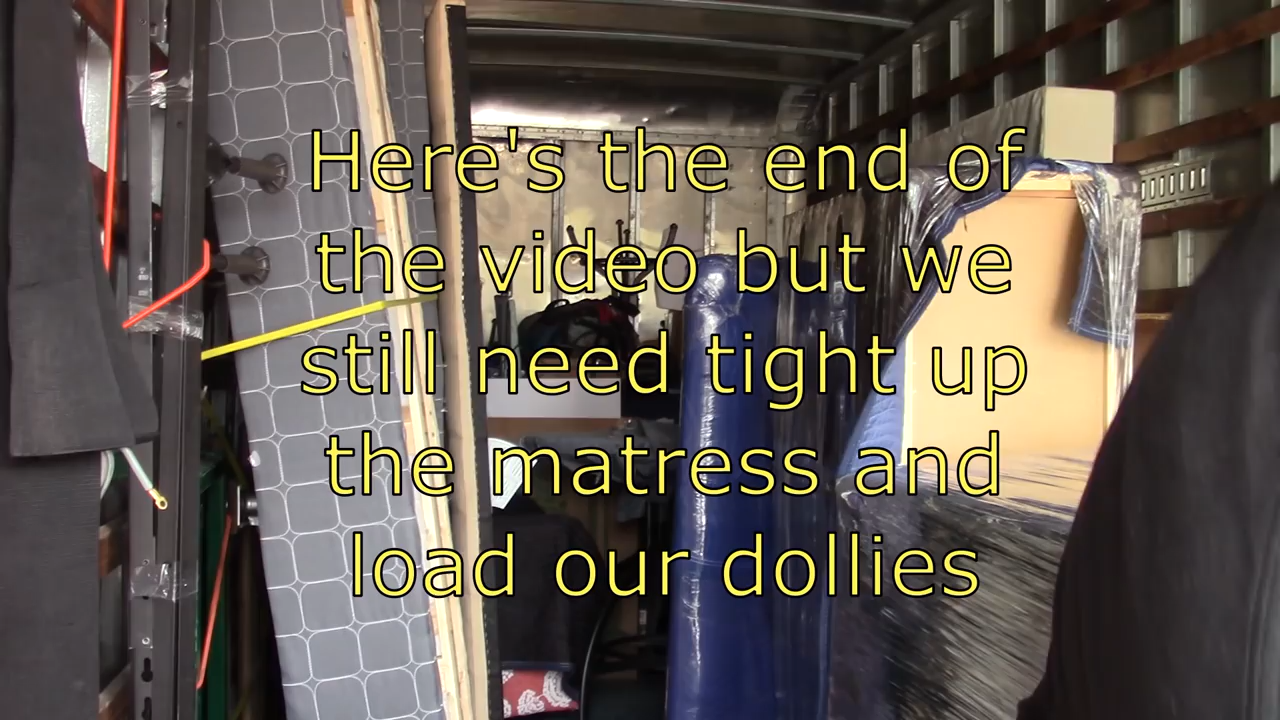 Here's the end of
the video but we
still need tight up
the matress and
load our dollies